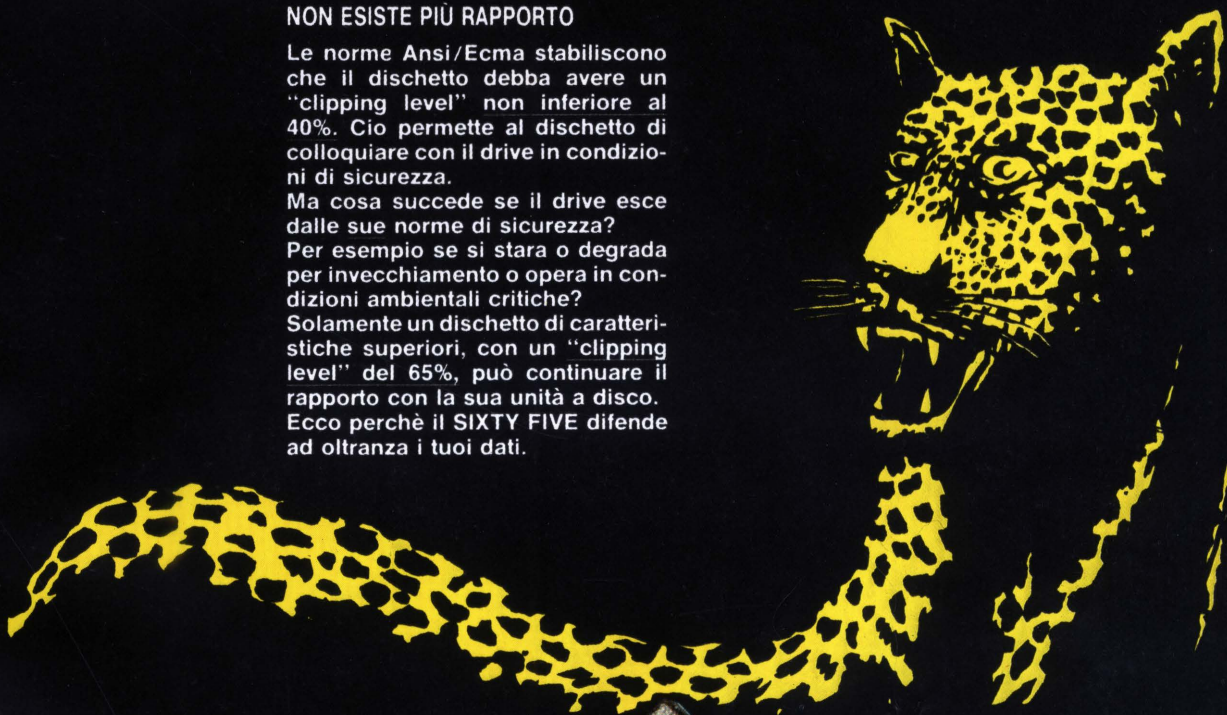 NON ESISTE PIÙ RAPPORTO
Le norme Ansi/Ecma stabiliscono
che il dischetto debba avere un
“clipping level” non inferiore al
40%. Cio permette al dischetto di
colloquiare con il drive in condizio-
ni di sicurezza.
Ma cosa succede se il drive esce
dalle sue norme di sicurezza?
Per esempio se si stara o degrada
per invecchiamento o opera in con-
dizioni ambientali critiche?
Solamente un dischetto di caratteri-
stiche superiori, con un “clipping
level” del 65%, può continuare il
rapporto con la sua unità a disco.
Ecco perchè il SIXTY FIVE difende
ad oltranza i tuoi dati.